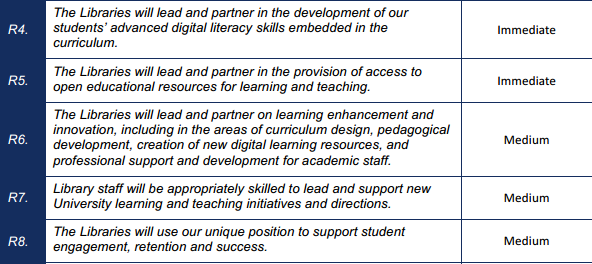 R4.
The Libraries will lead and partner in the development of our
students' advanced digital literacy skills embedded in the
curriculum.
Immediate
R5.
The Libraries will lead and partner in the provision of access to
open educational resources for learning and teaching.
Immediate
R6.
The Libraries will lead and partner on learning enhancement and
innovation, including in the areas of curriculum design, pedagogical
development, creation of new digital learning resources, and
professional support and development for academic staff.
Medium
R7.
Library staff will be appropriately skilled to lead and support new
University learning and teaching initiatives and directions.
Medium
R8.
The Libraries will use our unique position to support student
engagement, retention and success.
Medium